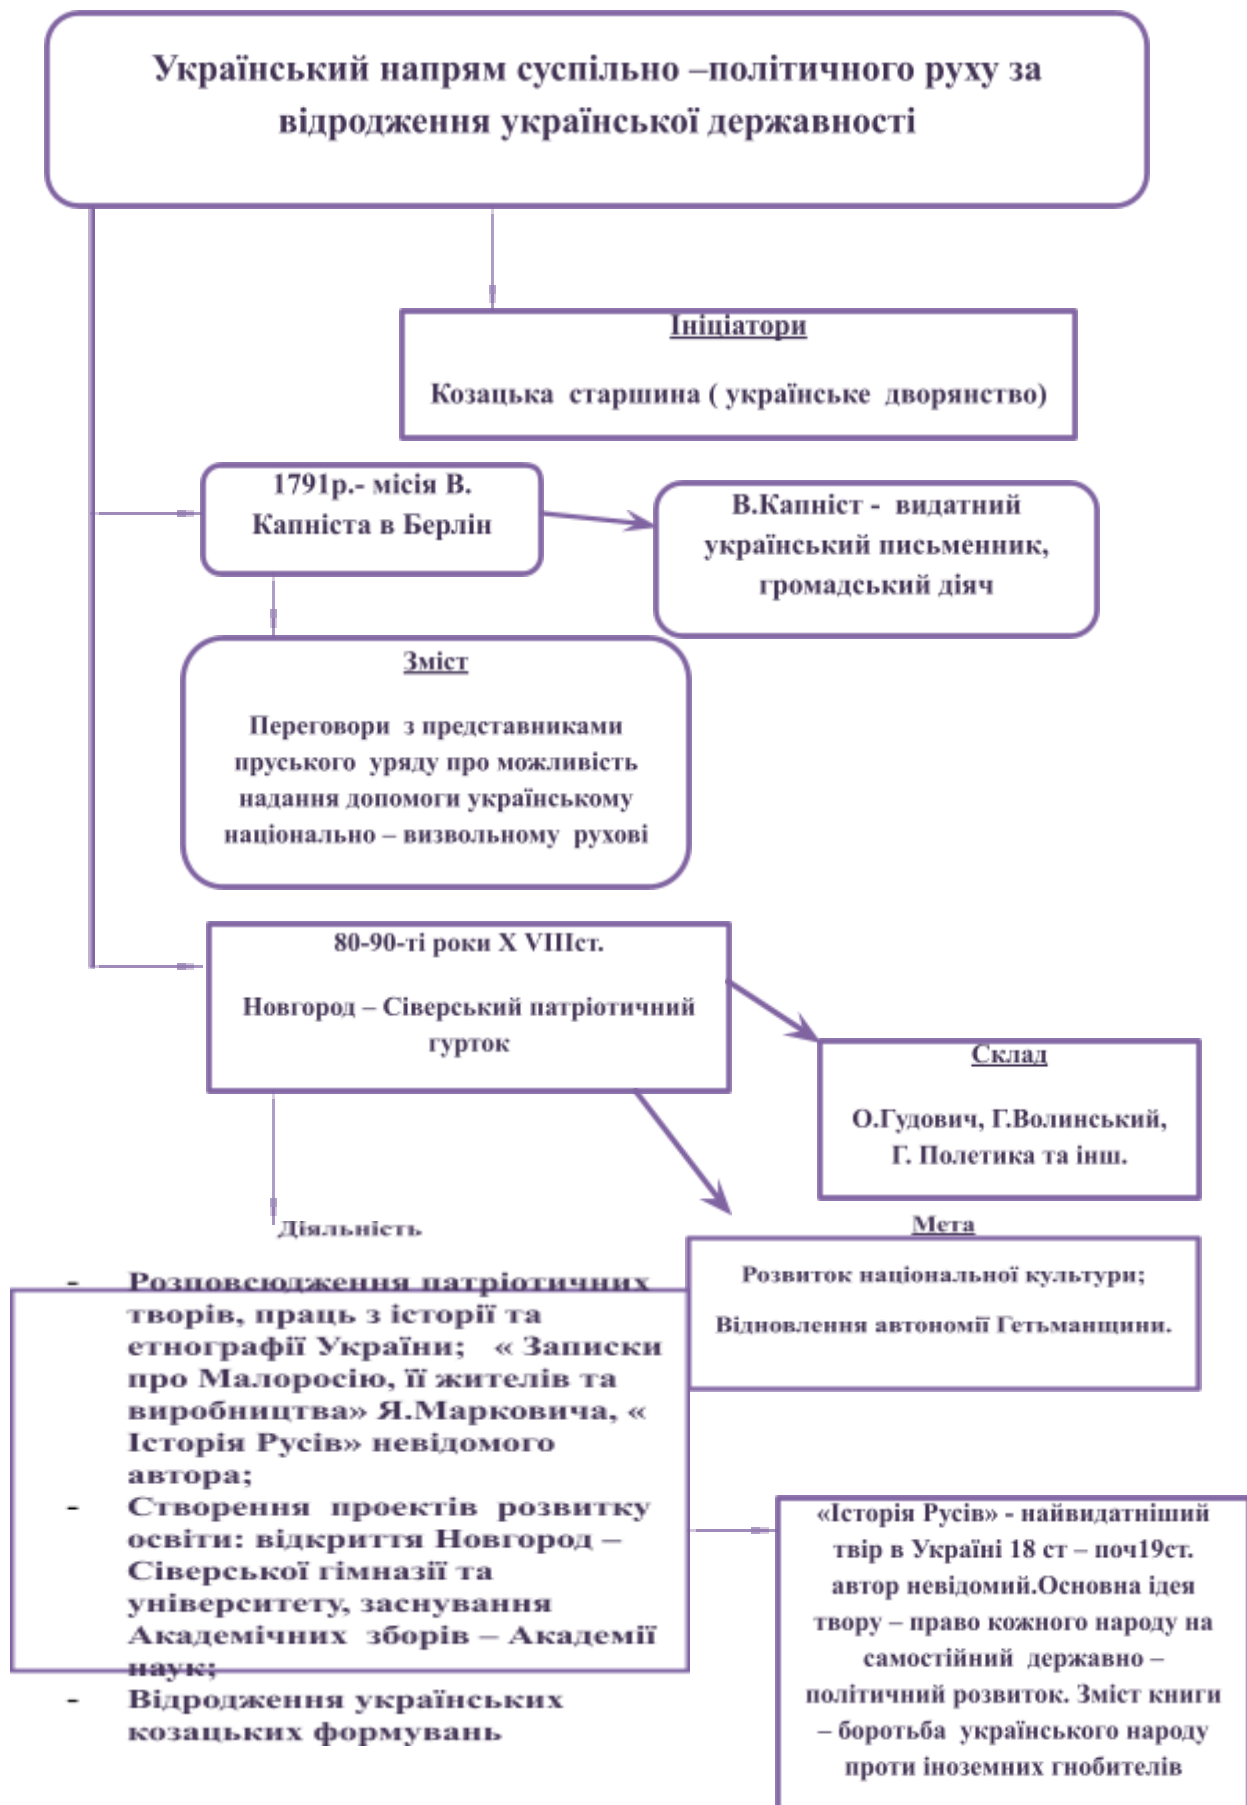 Український напрям суспільно –політичного руху за
відродження української державності
Ініціатори
Козацька старшина ( українське дворянство)
1791р.- місія В.
Капніста в Берлін
В.Капніст - видатний
український письменник,
громадський діяч
Зміст
Переговори з представниками
пруського уряду про можливість
надання допомоги українському
національно – визвольному рухові
80-90-ті роки X VIIIст.
Новгород – Сіверський патріотичний
гурток
Склад
О.Гудович, Г.Волинський,
Г. Полетика та інш.
Мета
Розвиток національної культури;
Відновлення автономії Гетьманщини.
Діяльність
- Розповсюдження патріотичних
творів, праць з історії та
етнографії України; « Записки
про Малоросію, її жителів та
виробництва» Я.Марковича, «
Історія Русів» невідомого
автора;
- Створення проектів розвитку
освіти: відкриття Новгород –
Сіверської гімназії та
університету, заснування
Академічних зборів – Академії
наук;
- Відродження українських
козацьких формувань
«Історія Русів» - найвидатніший
твір в Україні 18 ст – поч19ст.
автор невідомий.Основна ідея
твору – право кожного народу на
самостійний державно –
політичний розвиток. Зміст книги
– боротьба українського народу
проти іноземних гнобителів